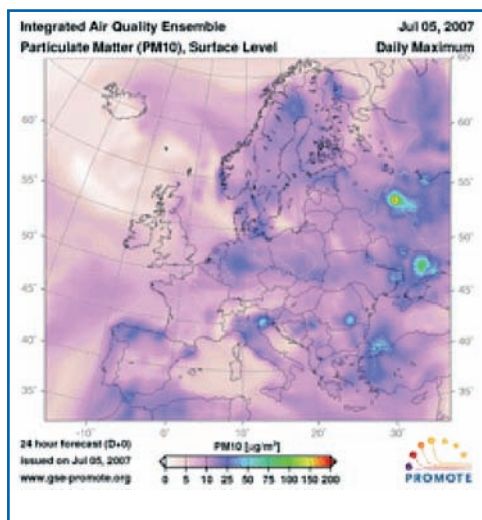 Integrated Air Quality Ensemble Jul 05, 2007
Particulate Matter (PM10), Surface Level Daily Maximum
65°
60° 60°
55° 55°
50° 50°
45° 45°
40° 40°
35° 35°
-10° 0° 10° 20° 30°
24 hour forecast (D+0)
issued on Jul 05, 2007
www.gse-promote.org
PM10 [µg/m³]
0 5 10 25 50 75 100 150 200
PROMOTE